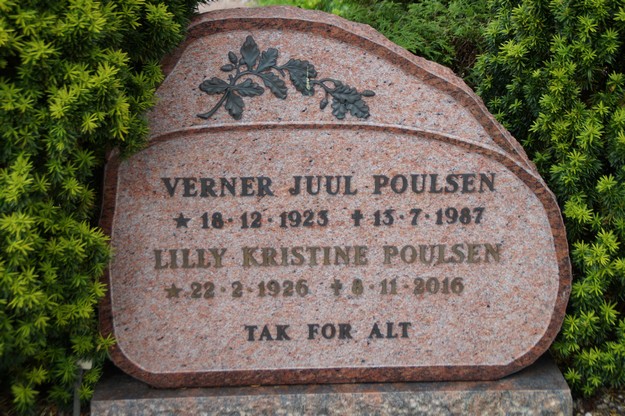 VERNER JUUL POULSEN
★ 18·12·1923 ✝ 13·7·1987
LILLY KRISTINE POULSEN
★ 22·2·1926 ✝ 8·11·2016
TAK FOR ALT